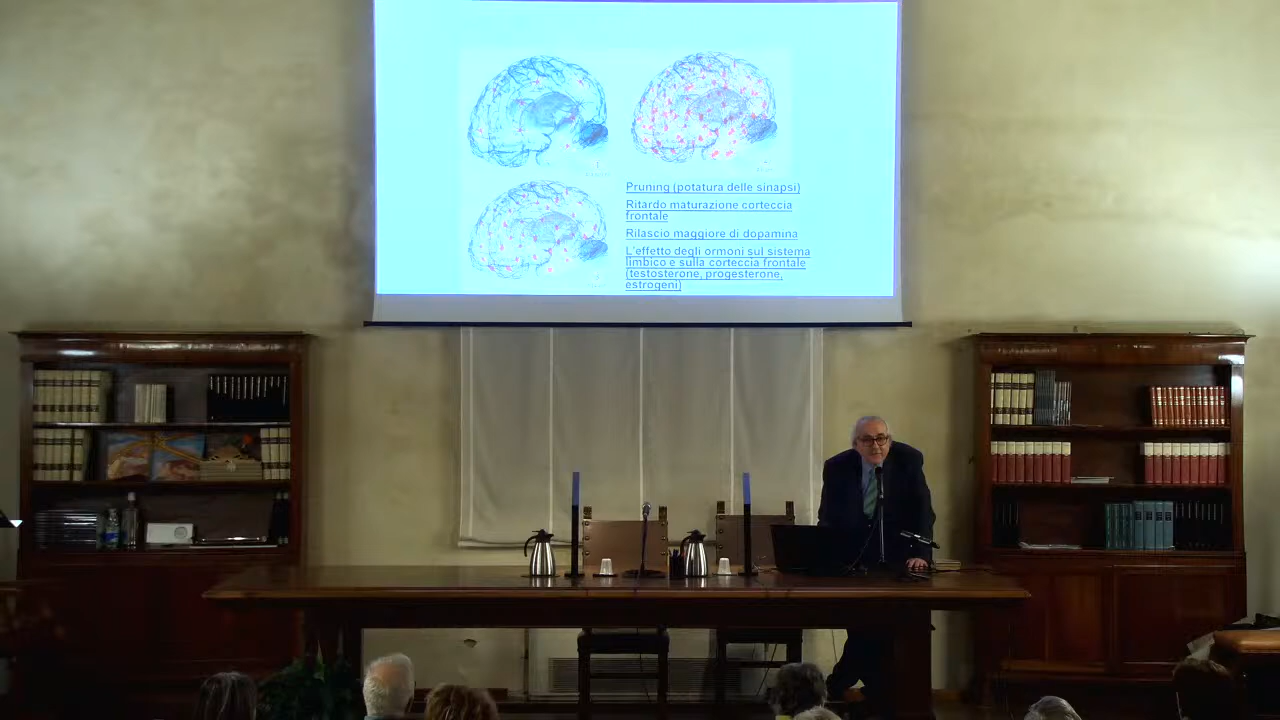 Pruning (potatura delle sinapsi)
Ritardo maturazione corteccia
frontale
Rilascio maggiore di dopamina
L'effetto degli ormoni sul sistema
limbico e sulla corteccia frontale
(testosterone, progesterone,
estrogeni)